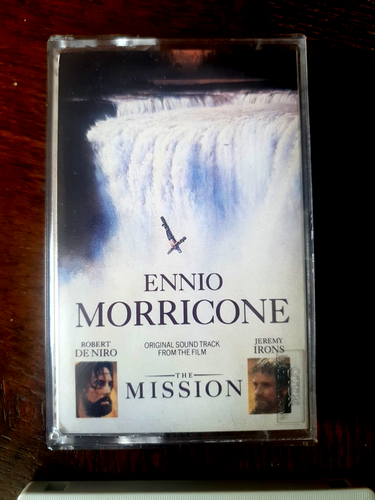 ENNIO
MORRICONE
ROBERT
DE NIRO
ORIGINAL SOUND TRACK
FROM THE FILM
JEREMY
IRONS
THE
MISSION